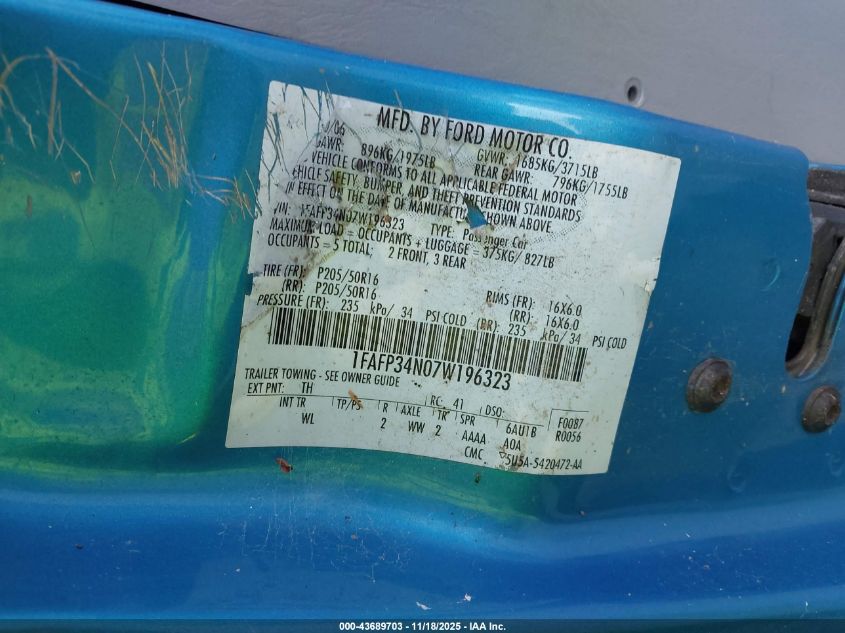 MFD. BY FORD MOTOR CO.
/06
GVWR: 1685KG/3715LB
GAWR: 896KG/1975LB
REAR GAWR: 796KG/1755LB
VEHICLE CONFORMS TO ALL APPLICABLE FEDERAL MOTOR
VEHICLE SAFETY, BUMPER, AND THEFT PREVENTION STANDARDS
IN EFFECT ON THE DATE OF MANUFACTURE SHOWN ABOVE.
VIN: 1FAFP34N07W196323
TYPE: Passenger Car
MAXIMUM LOAD = OCCUPANTS + LUGGAGE = 375KG/ 827LB
OCCUPANTS = 5 TOTAL: 2 FRONT, 3 REAR
TIRE (FR): P205/50R16 RIMS (FR): 16X6.0
(RR): P205/50R16 (RR): 16X6.0
PRESSURE (FR): 235 kPa/ 34 PSI COLD (RR): 235 kPa/ 34 PSI COLD
1FAFP34N07W196323
TRAILER TOWING - SEE OWNER GUIDE
EXT PNT: TH RC: 41 DSO:
INT TR TP/PS R AXLE TR SPR 6AU1B F0087
WL 2 WW 2 AAAA A0A R0056
CMC 5U5A-5420472-AA
000-43689703 - 11/18/2025 - IAA Inc.